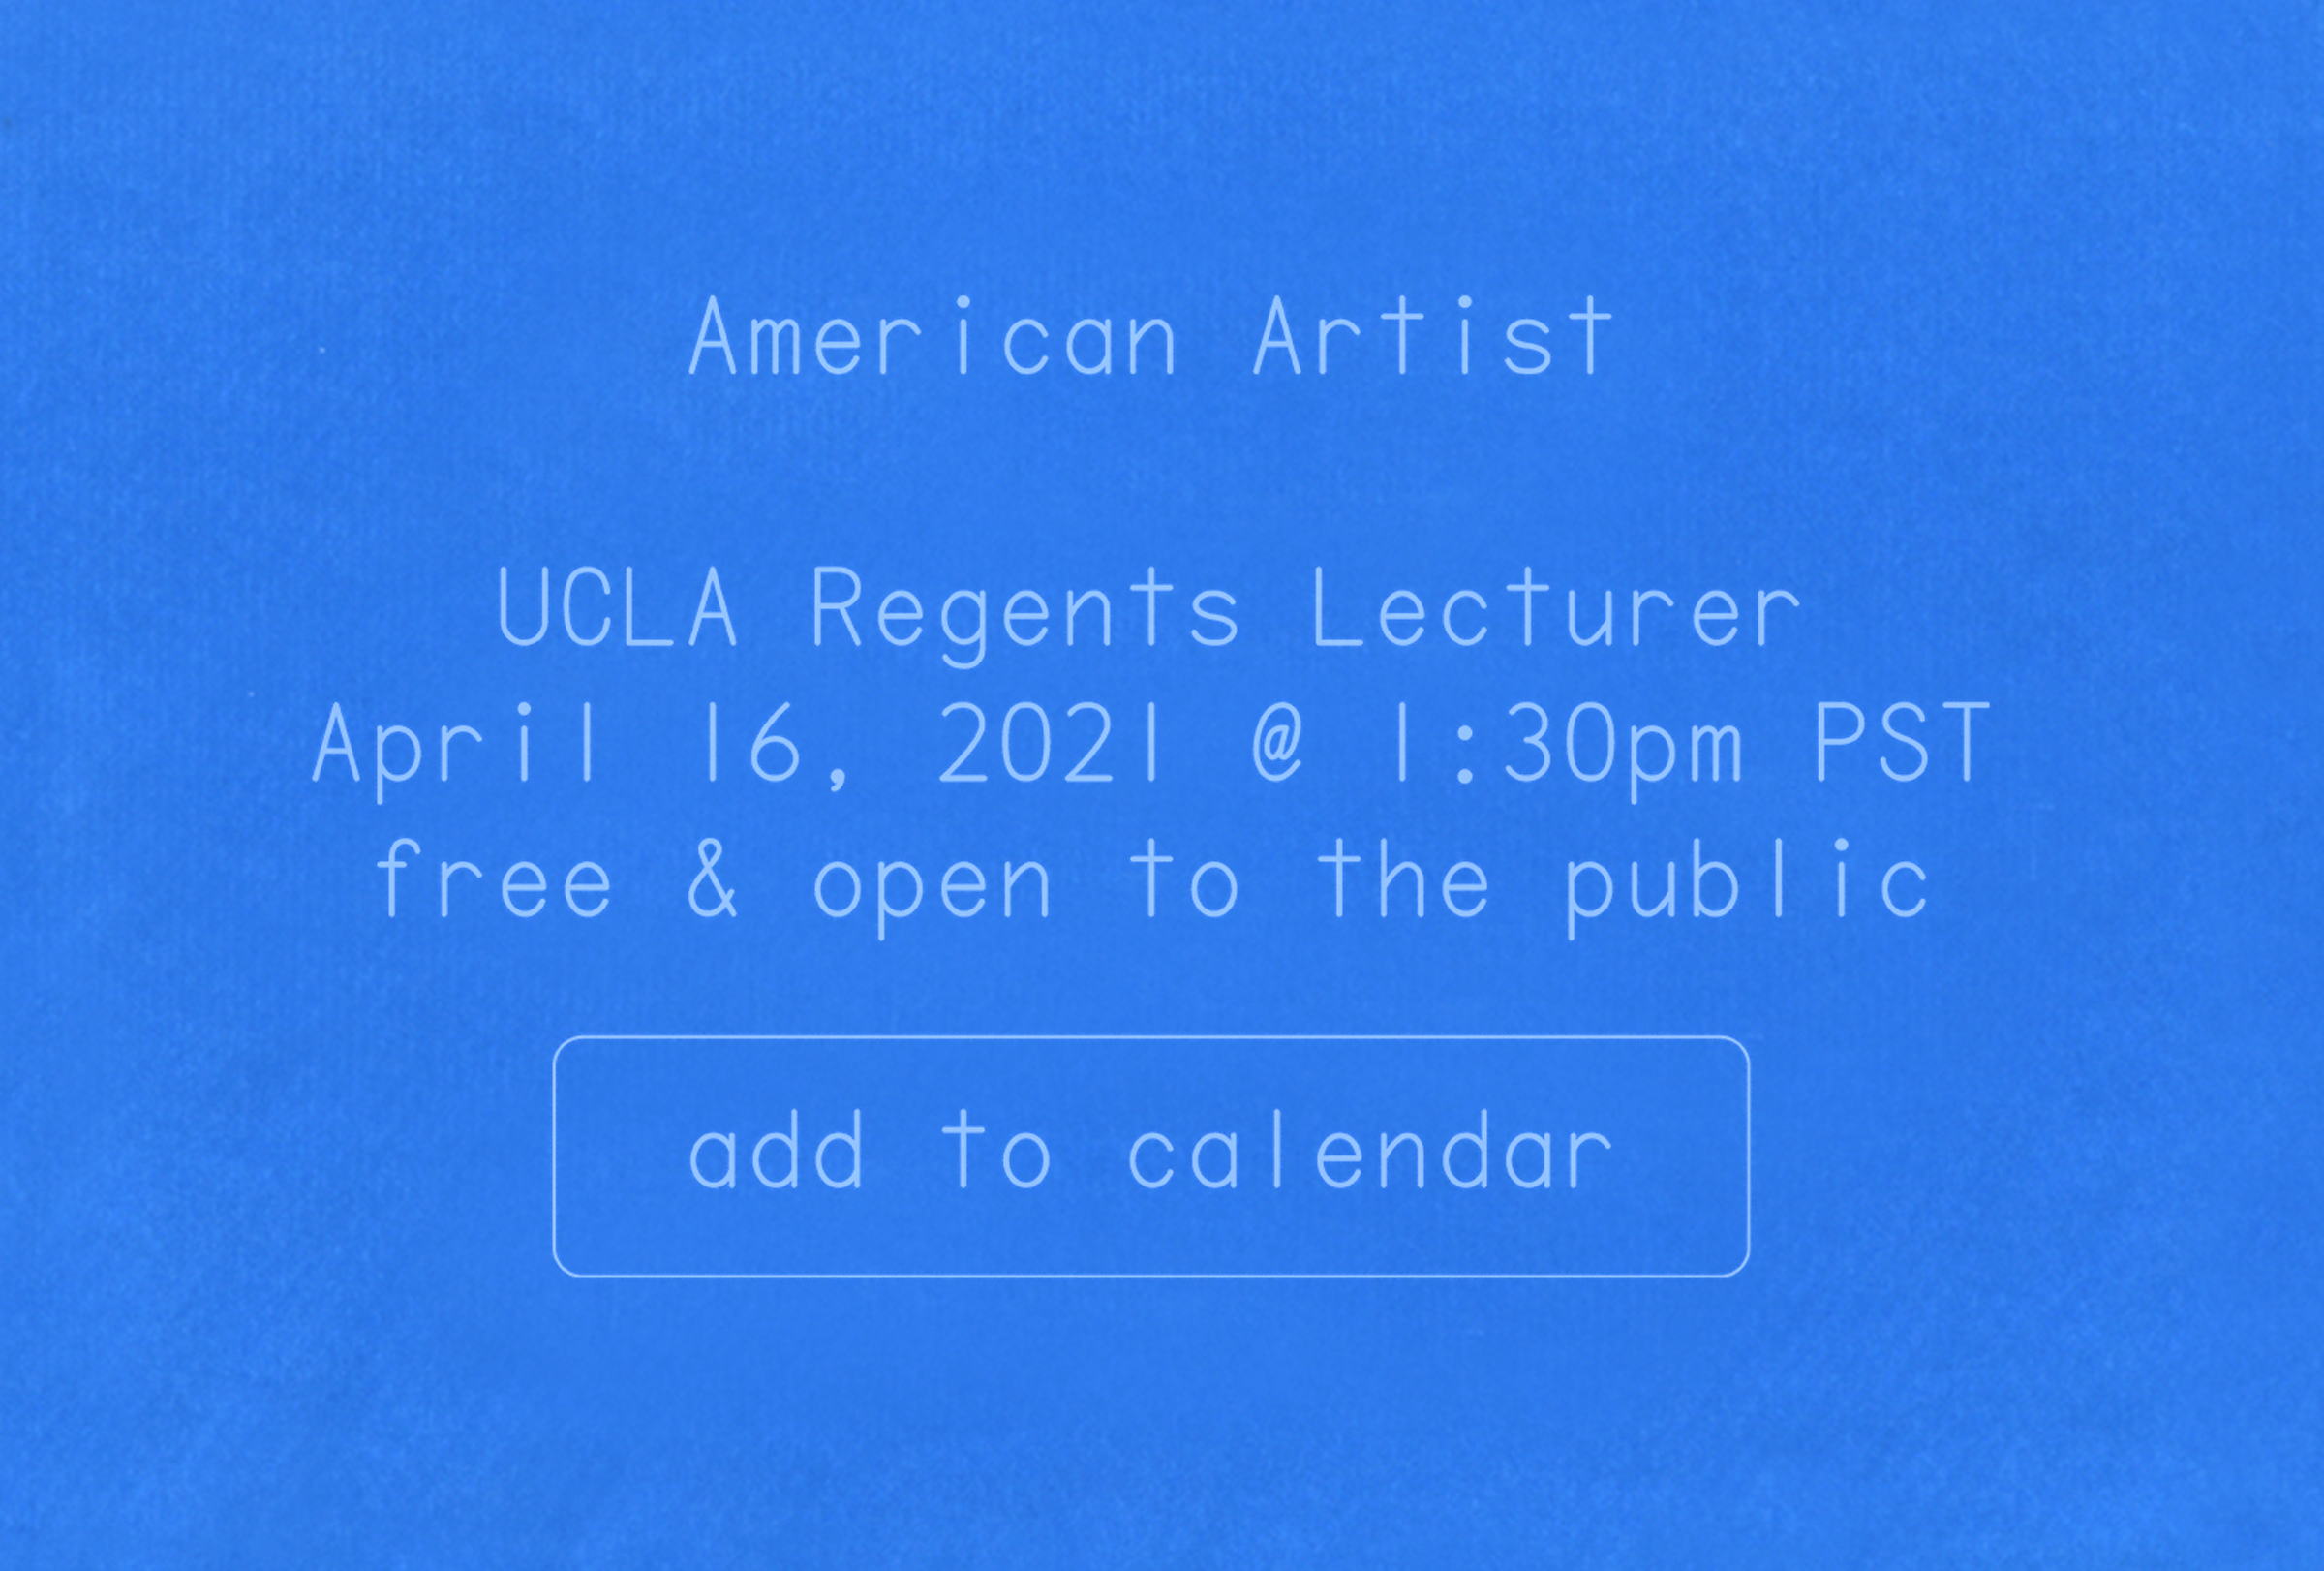 American Artist
UCLA Regents Lecturer
April 16, 2021 @ 1:30pm PST
free & open to the public
add to calendar